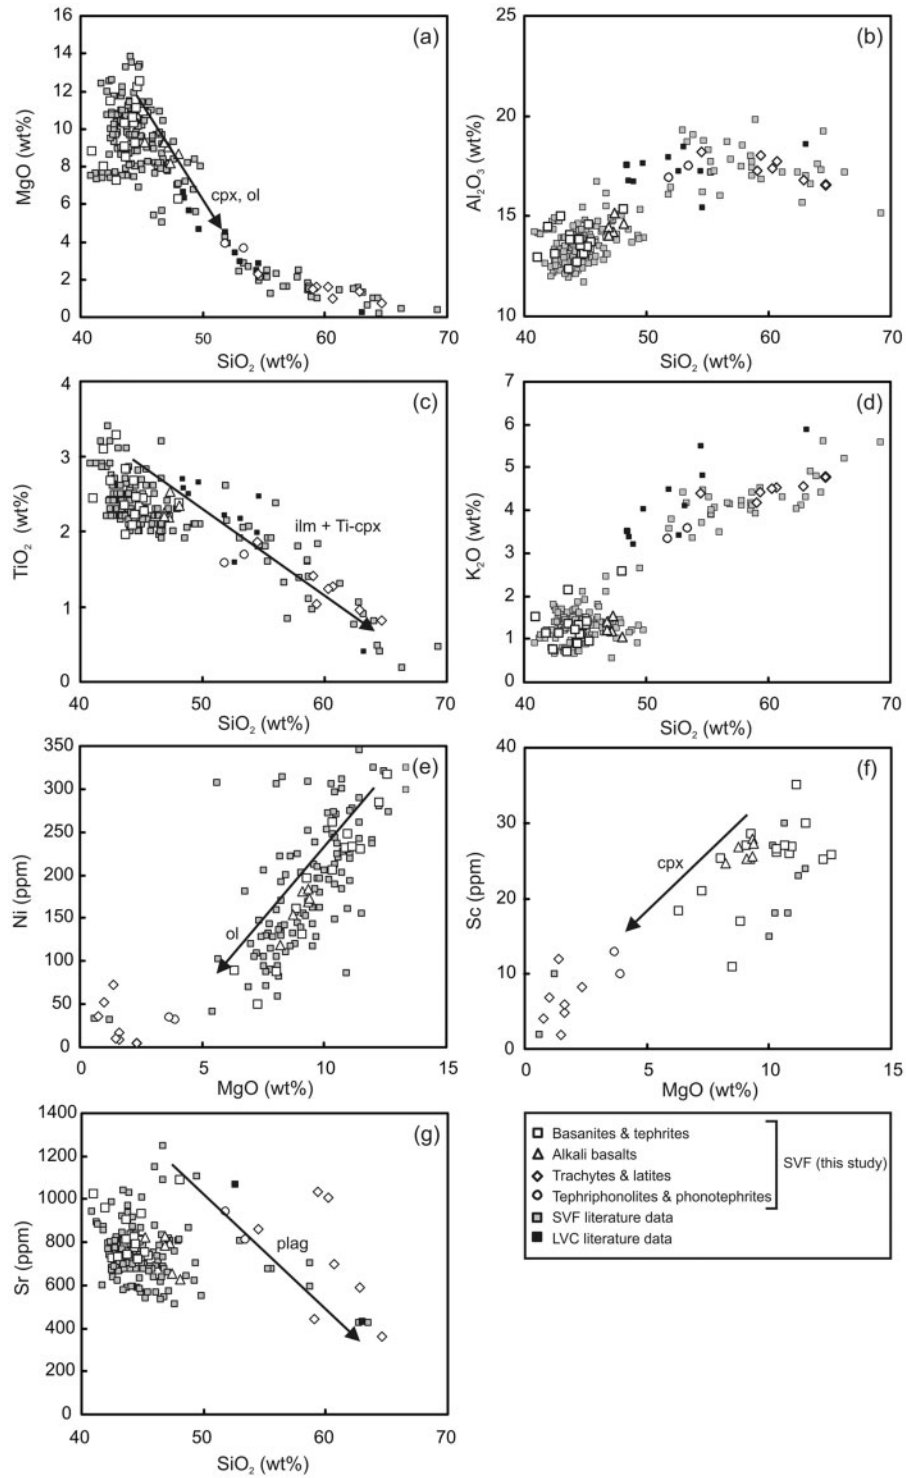 16
14
12
10
8
6
4
2
0
MgO (wt%)
(a)
cpx, ol
40 50 60 70
SiO₂ (wt%)
25
20
15
10
Al₂O₃ (wt%)
(b)
40 50 60 70
SiO₂ (wt%)
4
3
2
1
0
TiO₂ (wt%)
(c)
ilm + Ti-cpx
40 50 60 70
SiO₂ (wt%)
7
6
5
4
3
2
1
0
K₂O (wt%)
(d)
40 50 60 70
SiO₂ (wt%)
350
300
250
200
150
100
50
0
Ni (ppm)
(e)
ol
0 5 10 15
MgO (wt%)
40
30
20
10
0
Sc (ppm)
(f)
cpx
0 5 10 15
MgO (wt%)
1400
1200
1000
800
600
400
200
0
Sr (ppm)
(g)
plag
40 50 60 70
SiO₂ (wt%)
Basanites & tephrites
Alkali basalts
Trachytes & latites
Tephriphonolites & phonotephrites
SVF literature data
LVC literature data
SVF (this study)